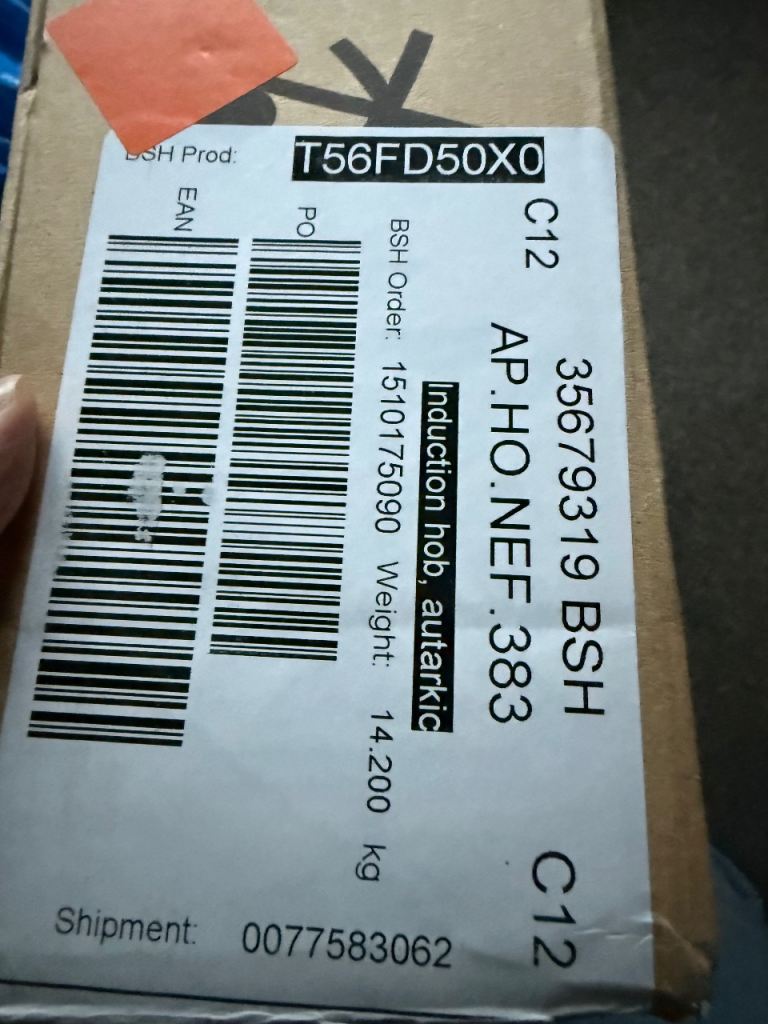 BSH Prod: T56FD50X0
EAN
PO
C12
35679319 BSH
AP.HO.NEF.383
Induction hob, autarkic
BSH Order: 1510175090 Weight: 14.200 kg
C12
Shipment: 0077583062